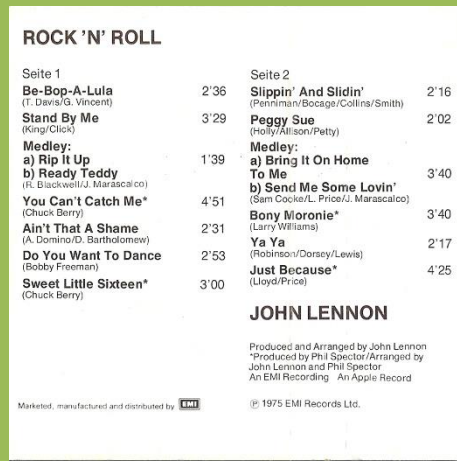 ROCK 'N' ROLL
Seite 1
Be-Bop-A-Lula 2'36
(T. Davis/G. Vincent)
Stand By Me 3'29
(King/Click)
Medley:
a) Rip It Up 1'39
b) Ready Teddy
(R. Blackwell/J. Marascalco)
You Can't Catch Me* 4'51
(Chuck Berry)
Ain't That A Shame 2'31
(A. Domino/D. Bartholomew)
Do You Want To Dance 2'53
(Bobby Freeman)
Sweet Little Sixteen* 3'00
(Chuck Berry)
Marketed, manufactured and distributed by EMI
Seite 2
Slippin' And Slidin' 2'16
(Penniman/Bocage/Collins/Smith)
Peggy Sue 2'02
(Holly/Allison/Petty)
Medley:
a) Bring It On Home
To Me 3'40
b) Send Me Some Lovin'
(Sam Cooke/L. Price/J. Marascalco)
Bony Moronie* 3'40
(Larry Williams)
Ya Ya 2'17
(Robinson/Dorsey/Lewis)
Just Because* 4'25
(Lloyd/Price)
JOHN LENNON
Produced and Arranged by John Lennon
*Produced by Phil Spector/Arranged by
John Lennon and Phil Spector
An EMI Recording An Apple Record
℗ 1975 EMI Records Ltd.